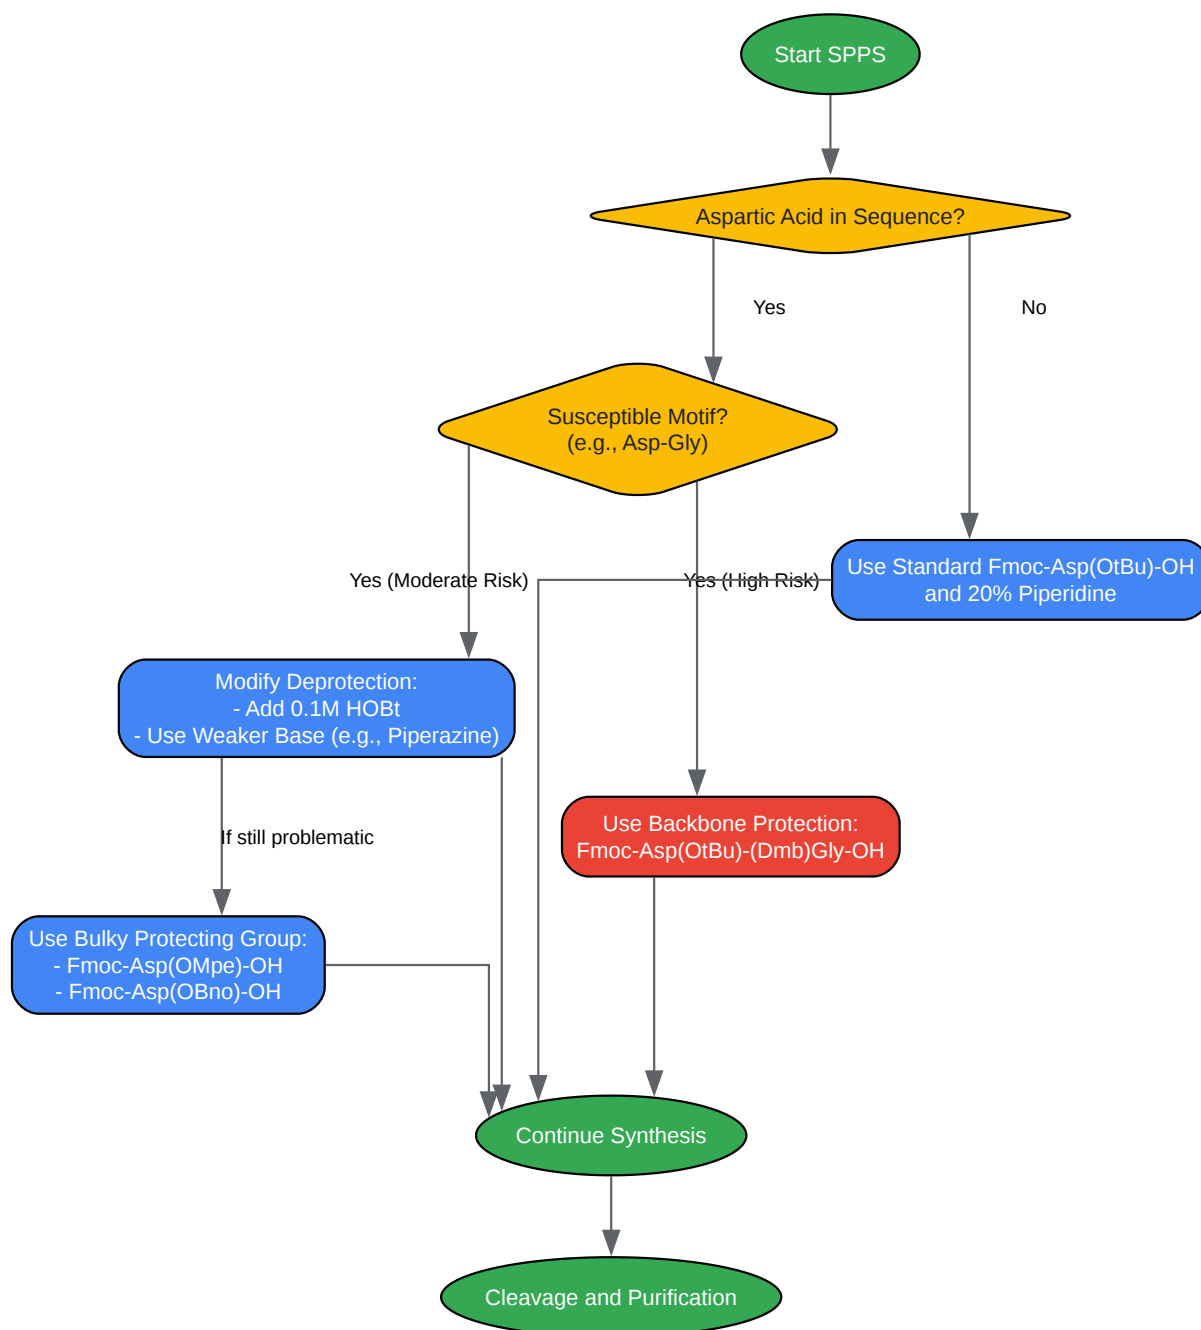 Start SPPS
Aspartic Acid in Sequence?
Yes
No
Susceptible Motif?
(e.g., Asp-Gly)
Yes (Moderate Risk)
Yes (High Risk)
Use Standard Fmoc-Asp(OtBu)-OH
and 20% Piperidine
Modify Deprotection:
- Add 0.1M HOBt
- Use Weaker Base (e.g., Piperazine)
If still problematic
Use Backbone Protection:
Fmoc-Asp(OtBu)-(Dmb)Gly-OH
Use Bulky Protecting Group:
- Fmoc-Asp(OMpe)-OH
- Fmoc-Asp(OBno)-OH
Continue Synthesis
Cleavage and Purification